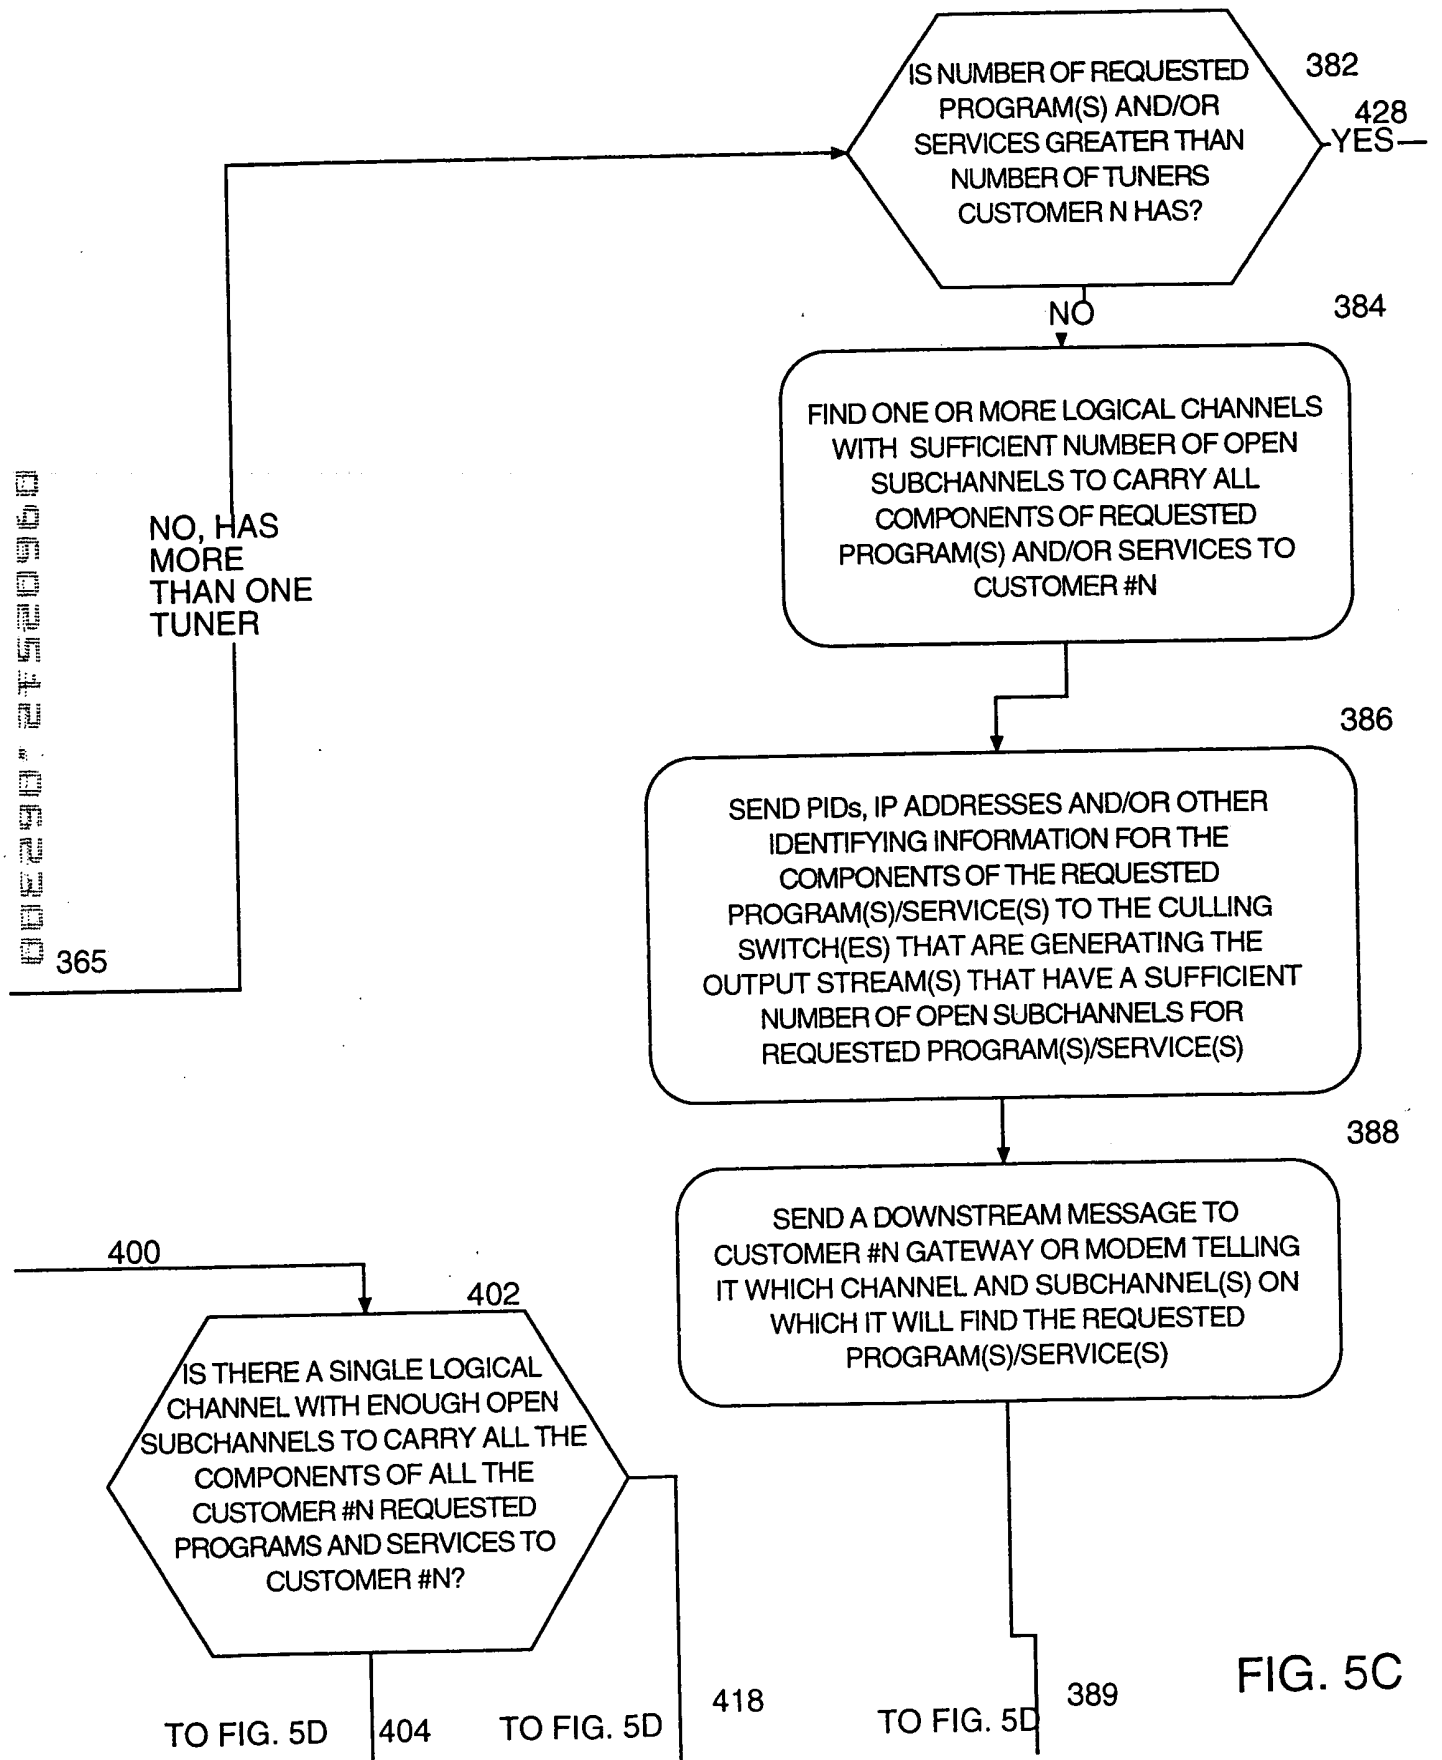 IS NUMBER OF REQUESTED
PROGRAM(S) AND/OR
SERVICES GREATER THAN
NUMBER OF TUNERS
CUSTOMER N HAS?
382
428
YES
NO
384
FIND ONE OR MORE LOGICAL CHANNELS
WITH SUFFICIENT NUMBER OF OPEN
SUBCHANNELS TO CARRY ALL
COMPONENTS OF REQUESTED
PROGRAM(S) AND/OR SERVICES TO
CUSTOMER #N
NO, HAS
MORE
THAN ONE
TUNER
365
386
SEND PIDs, IP ADDRESSES AND/OR OTHER
IDENTIFYING INFORMATION FOR THE
COMPONENTS OF THE REQUESTED
PROGRAM(S)/SERVICE(S) TO THE CULLING
SWITCH(ES) THAT ARE GENERATING THE
OUTPUT STREAM(S) THAT HAVE A SUFFICIENT
NUMBER OF OPEN SUBCHANNELS FOR
REQUESTED PROGRAM(S)/SERVICE(S)
388
SEND A DOWNSTREAM MESSAGE TO
CUSTOMER #N GATEWAY OR MODEM TELLING
IT WHICH CHANNEL AND SUBCHANNEL(S) ON
WHICH IT WILL FIND THE REQUESTED
PROGRAM(S)/SERVICE(S)
400
402
IS THERE A SINGLE LOGICAL
CHANNEL WITH ENOUGH OPEN
SUBCHANNELS TO CARRY ALL THE
COMPONENTS OF ALL THE
CUSTOMER #N REQUESTED
PROGRAMS AND SERVICES TO
CUSTOMER #N?
TO FIG. 5D
404
TO FIG. 5D
418
TO FIG. 5D
389
FIG. 5C